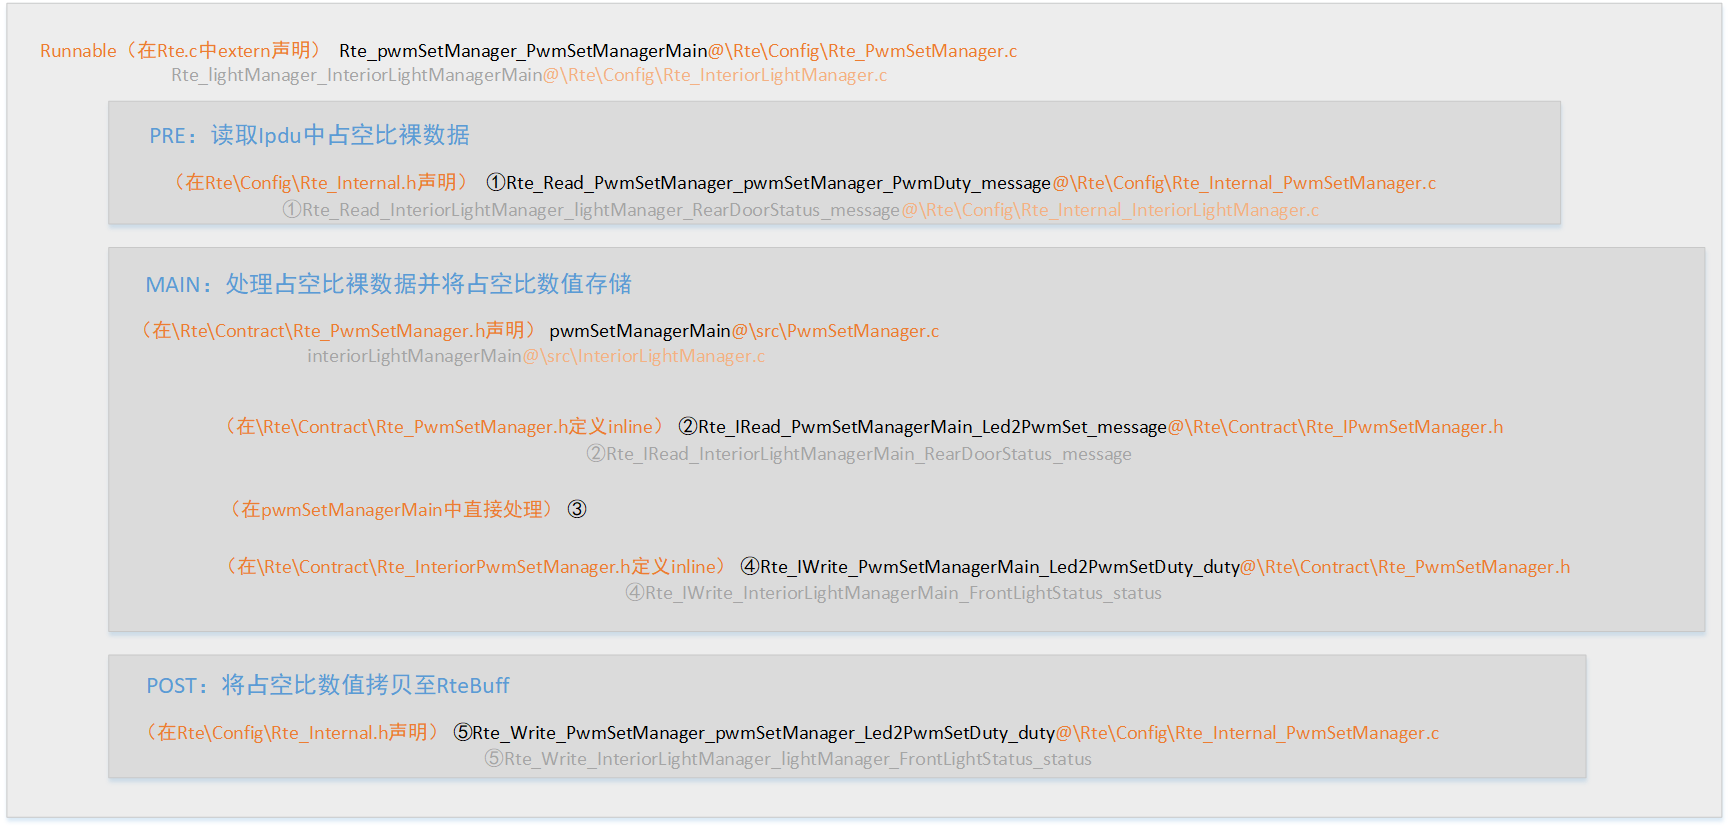 Runnable（在Rte.c中extern声明） Rte_pwmSetManager_PwmSetManagerMain@\Rte\Config\Rte_PwmSetManager.c
Rte_lightManager_InteriorLightManagerMain@\Rte\Config\Rte_InteriorLightManager.c
PRE：读取Ipdu中占空比裸数据
（在Rte\Config\Rte_Internal.h声明） ①Rte_Read_PwmSetManager_pwmSetManager_PwmDuty_message@\Rte\Config\Rte_Internal_PwmSetManager.c
①Rte_Read_InteriorLightManager_lightManager_RearDoorStatus_message@\Rte\Config\Rte_Internal_InteriorLightManager.c
MAIN：处理占空比裸数据并将占空比数值存储
（在\Rte\Contract\Rte_PwmSetManager.h声明） pwmSetManagerMain@\src\PwmSetManager.c
interiorLightManagerMain@\src\InteriorLightManager.c
（在\Rte\Contract\Rte_PwmSetManager.h定义inline） ②Rte_IRead_PwmSetManagerMain_Led2PwmSet_message@\Rte\Contract\Rte_IPwmSetManager.h
②Rte_IRead_InteriorLightManagerMain_RearDoorStatus_message
（在pwmSetManagerMain中直接处理） ③
（在\Rte\Contract\Rte_InteriorPwmSetManager.h定义inline） ④Rte_IWrite_PwmSetManagerMain_Led2PwmSetDuty_duty@\Rte\Contract\Rte_PwmSetManager.h
④Rte_IWrite_InteriorLightManagerMain_FrontLightStatus_status
POST：将占空比数值拷贝至RteBuff
（在Rte\Config\Rte_Internal.h声明） ⑤Rte_Write_PwmSetManager_pwmSetManager_Led2PwmSetDuty_duty@\Rte\Config\Rte_Internal_PwmSetManager.c
⑤Rte_Write_InteriorLightManager_lightManager_FrontLightStatus_status